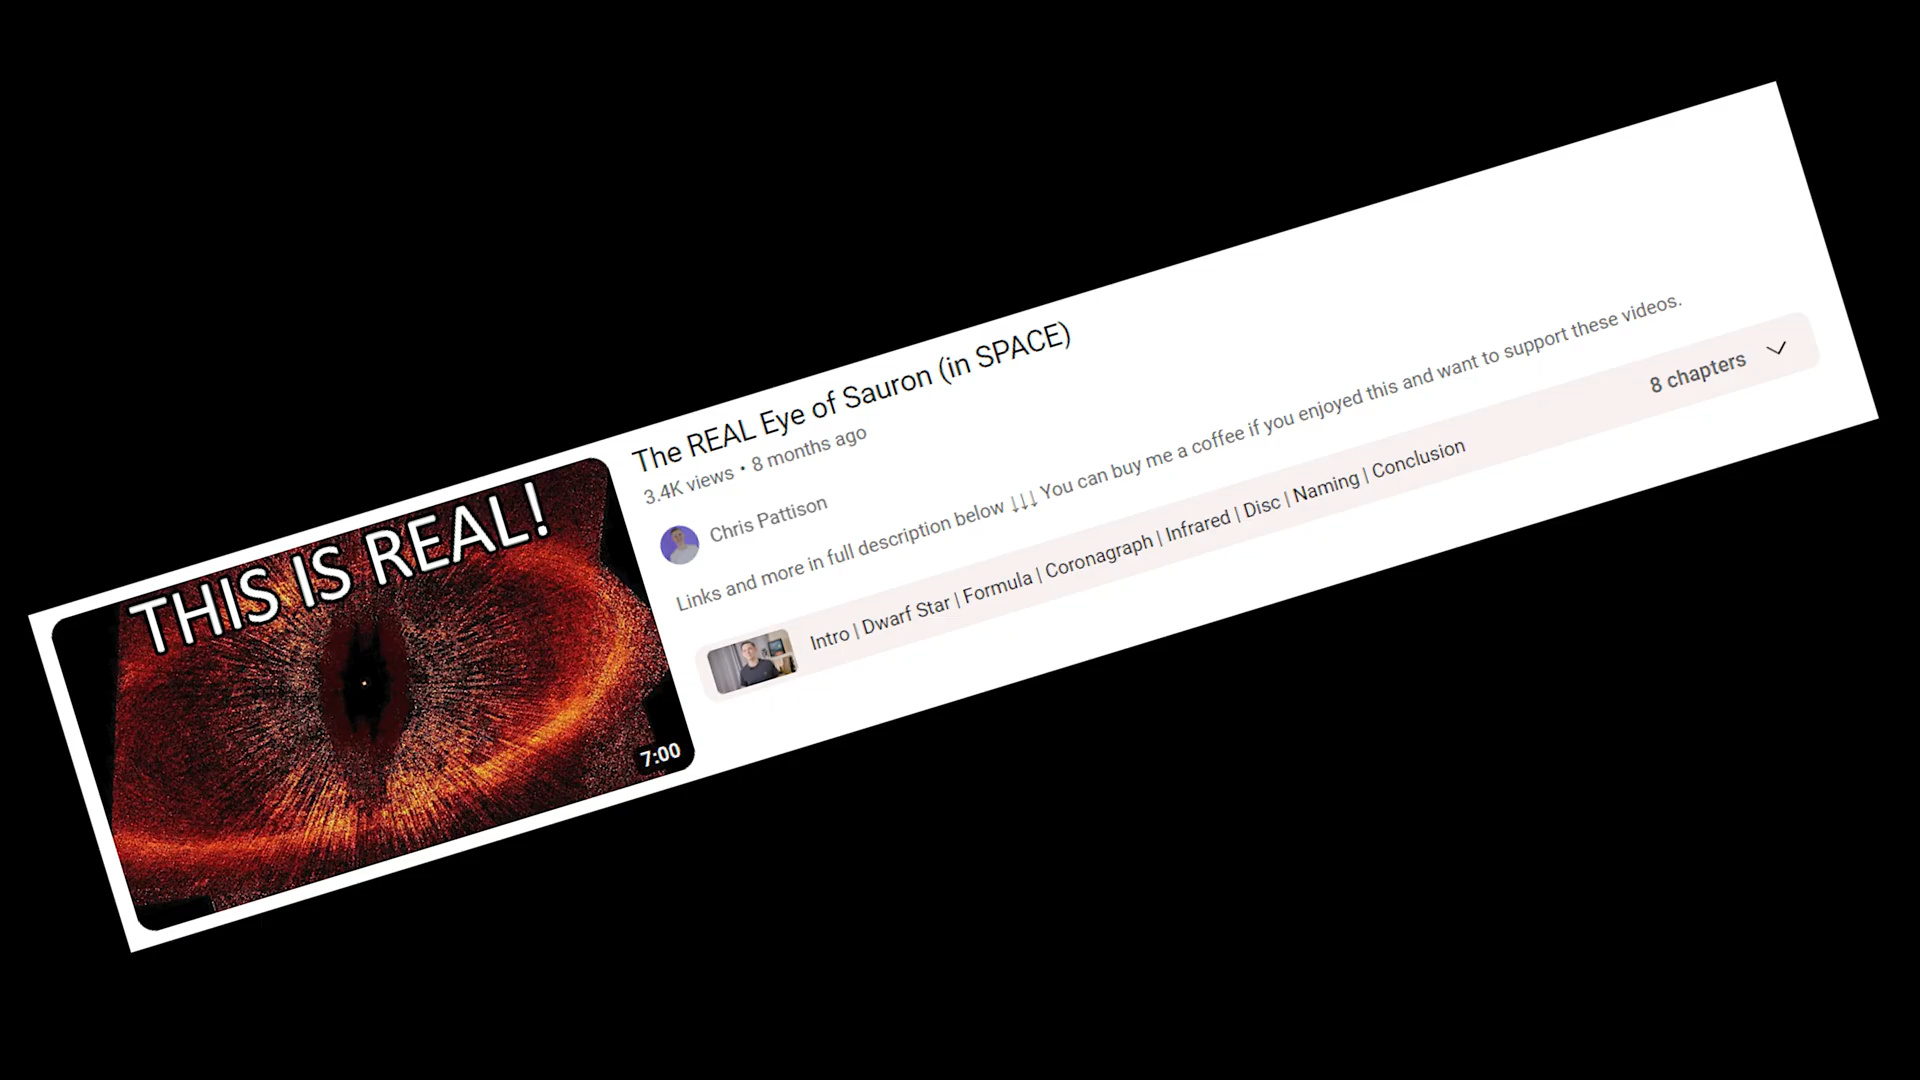 THIS IS REAL!
7:00
The REAL Eye of Sauron (in SPACE)
3.4K views • 8 months ago
Chris Pattison
Links and more in full description below ↓↓↓ You can buy me a coffee if you enjoyed this and want to support these videos.
Intro | Dwarf Star | Formula | Coronagraph | Infrared | Disc | Naming | Conclusion
8 chapters